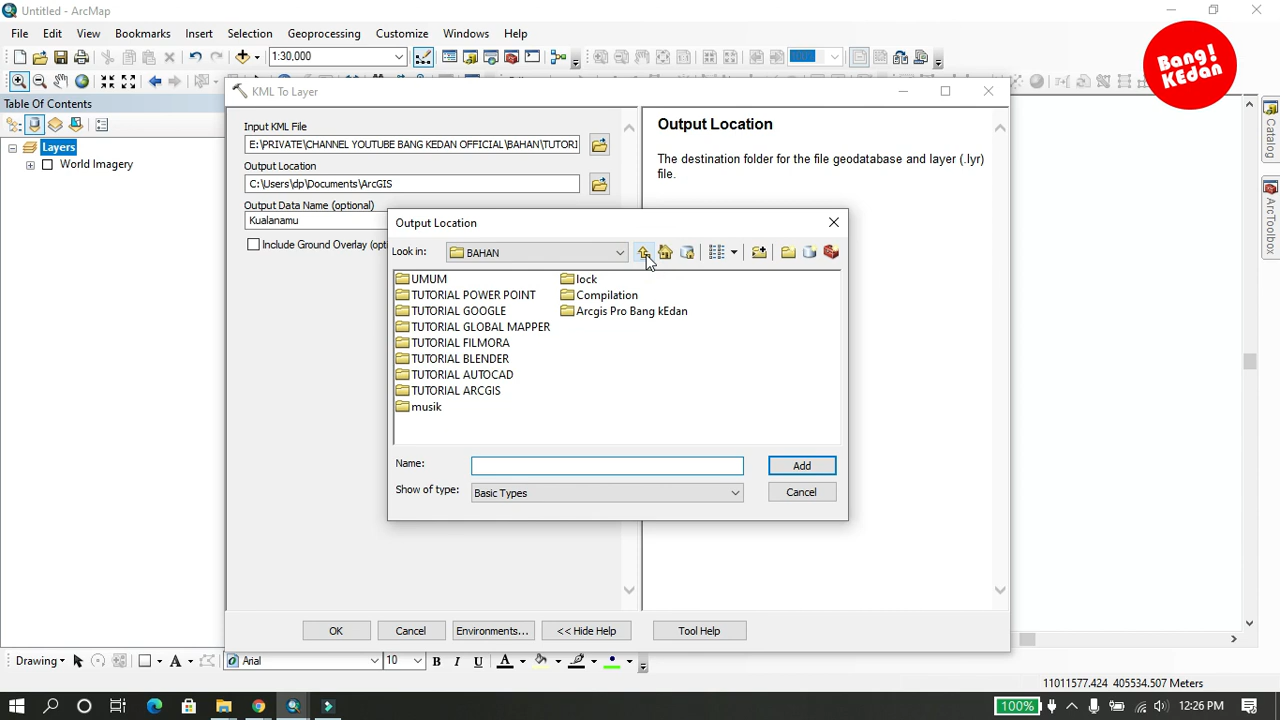 Untitled - ArcMap
File Edit View Bookmarks Insert Selection Geoprocessing Customize Windows Help
1:30,000
Bang!
KEdan
Table Of Contents
Layers
World Imagery
KML To Layer
Input KML File
E:\PRIVATE\CHANNEL YOUTUBE BANG KEDAN OFFICIAL\BAHAN\TUTORI
Output Location
C:\Users\dp\Documents\ArcGIS
Output Data Name (optional)
Kualanamu
Include Ground Overlay (opti
Output Location
The destination folder for the file geodatabase and layer (.lyr)
file.
Output Location
Look in: BAHAN
UMUM
TUTORIAL POWER POINT
TUTORIAL GOOGLE
TUTORIAL GLOBAL MAPPER
TUTORIAL FILMORA
TUTORIAL BLENDER
TUTORIAL AUTOCAD
TUTORIAL ARCGIS
musik
lock
Compilation
Arcgis Pro Bang kEdan
Name:
Add
Show of type: Basic Types
Cancel
OK Cancel Environments... << Hide Help Tool Help
Catalog
ArcToolbox
Drawing A Arial 10 B I U A
11011577.424 405534.507 Meters
100% 12:26 PM